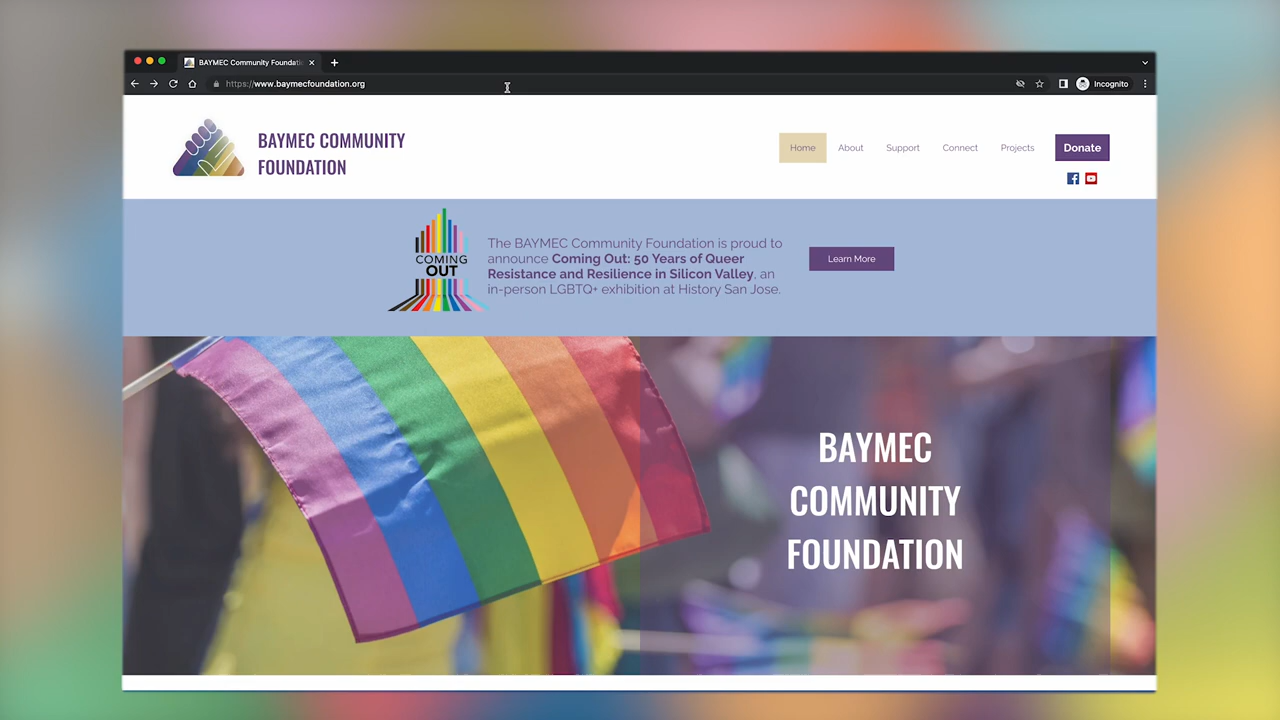 BAYMEC Community Foundati
https://www.baymecfoundation.org
Incognito
BAYMEC COMMUNITY
FOUNDATION
Home
About
Support
Connect
Projects
Donate
COMING
OUT
The BAYMEC Community Foundation is proud to
announce Coming Out: 50 Years of Queer
Resistance and Resilience in Silicon Valley, an
in-person LGBTQ+ exhibition at History San Jose.
Learn More
BAYMEC
COMMUNITY
FOUNDATION